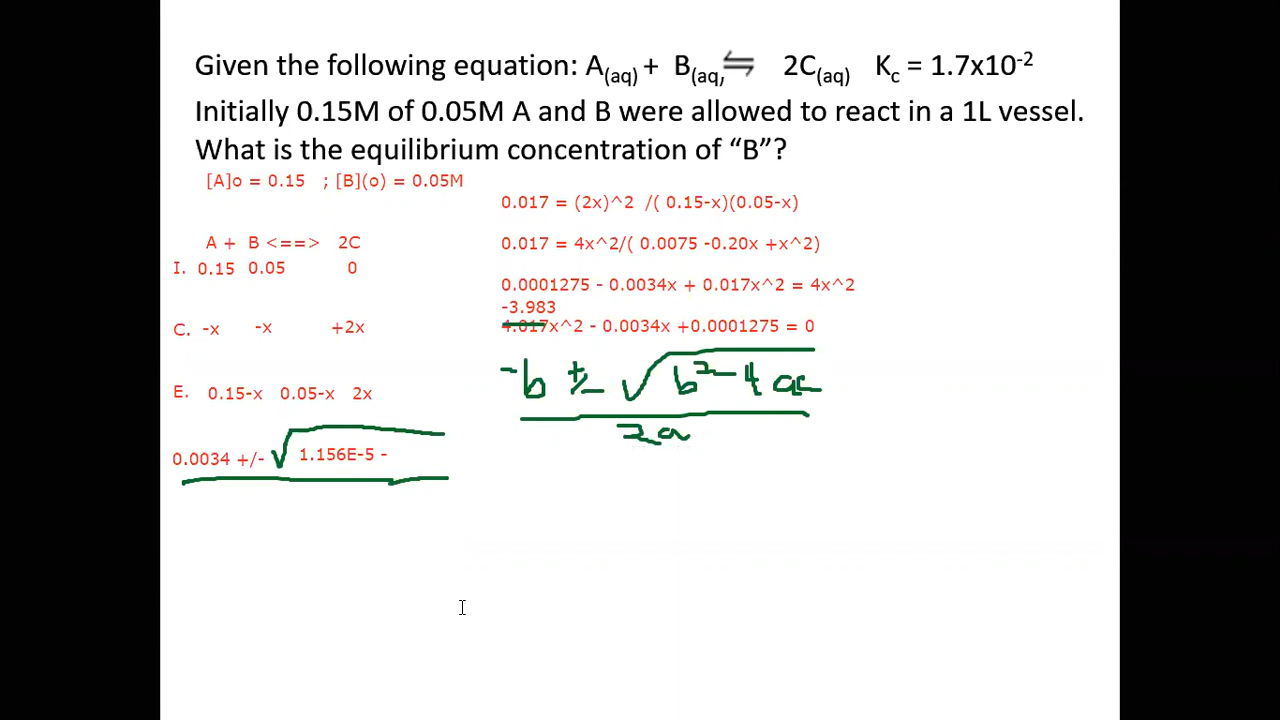 Given the following equation: A(aq) + B(aq, ⇋ 2C(aq) Kc = 1.7x10-2
Initially 0.15M of 0.05M A and B were allowed to react in a 1L vessel.
What is the equilibrium concentration of “B”?
[A]o = 0.15 ; [B](o) = 0.05M
A + B <==> 2C
I. 0.15 0.05 0
C. -x -x +2x
E. 0.15-x 0.05-x 2x
0.0034 +/- √ 1.156E-5 -
0.017 = (2x)^2 /( 0.15-x)(0.05-x)
0.017 = 4x^2/( 0.0075 -0.20x +x^2)
0.0001275 - 0.0034x + 0.017x^2 = 4x^2
-3.983
4.017x^2 - 0.0034x +0.0001275 = 0
-b +/- √ b2 - 4ac
2a